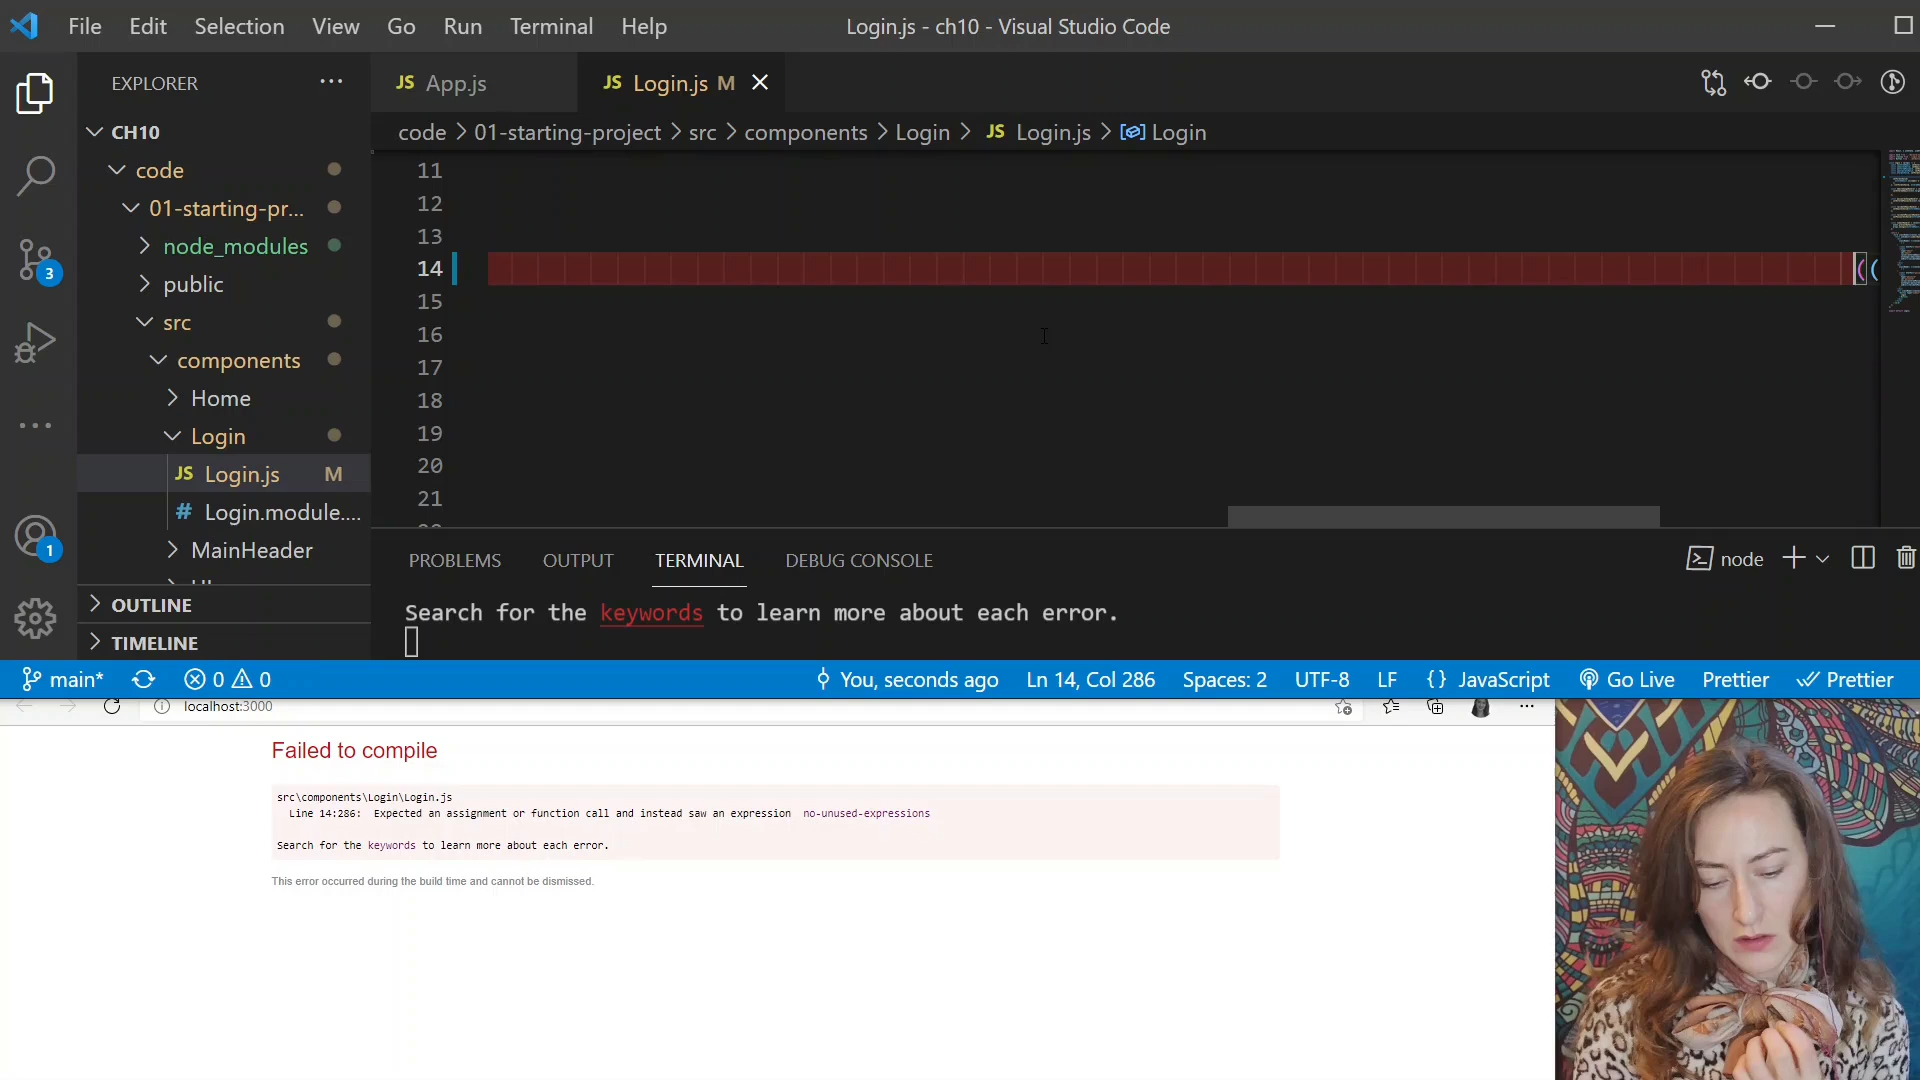 File Edit Selection View Go Run Terminal Help
Login.js - ch10 - Visual Studio Code
EXPLORER
JS App.js
JS Login.js M
CH10
code > 01-starting-project > src > components > Login > JS Login.js > Login
code
01-starting-pr...
node_modules
public
src
components
Home
Login
JS Login.js M
# Login.module....
MainHeader
OUTLINE
TIMELINE
3
1
11
12
13
14 ((
15
16
17
18
19
20
21
PROBLEMS OUTPUT TERMINAL DEBUG CONSOLE
node
Search for the keywords to learn more about each error.
main* 0 0 You, seconds ago Ln 14, Col 286 Spaces: 2 UTF-8 LF {} JavaScript Go Live Prettier Prettier
localhost:3000
Failed to compile
src\components\Login\Login.js
Line 14:286: Expected an assignment or function call and instead saw an expression no-unused-expressions
Search for the keywords to learn more about each error.
This error occurred during the build time and cannot be dismissed.